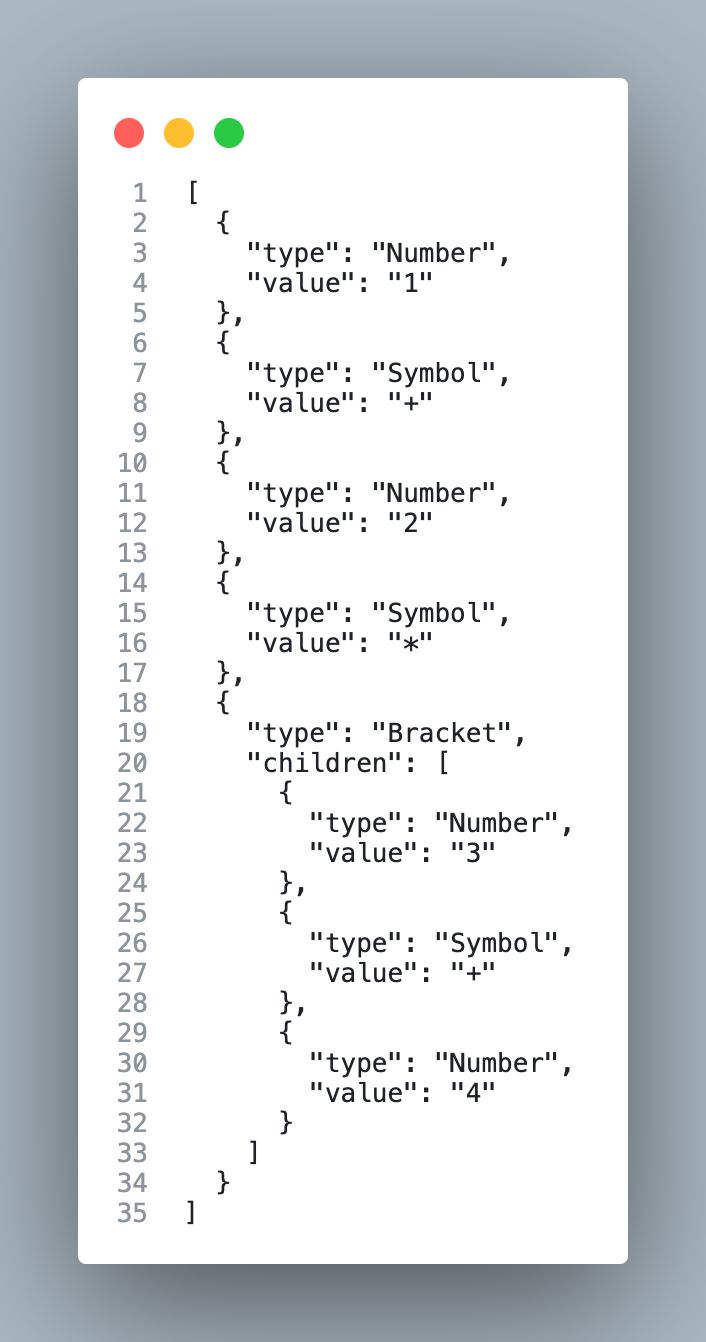 1 [
2   {
3     "type": "Number",
4     "value": "1"
5   },
6   {
7     "type": "Symbol",
8     "value": "+"
9   },
10   {
11     "type": "Number",
12     "value": "2"
13   },
14   {
15     "type": "Symbol",
16     "value": "*"
17   },
18   {
19     "type": "Bracket",
20     "children": [
21       {
22         "type": "Number",
23         "value": "3"
24       },
25       {
26         "type": "Symbol",
27         "value": "+"
28       },
29       {
30         "type": "Number",
31         "value": "4"
32       }
33     ]
34   }
35 ]